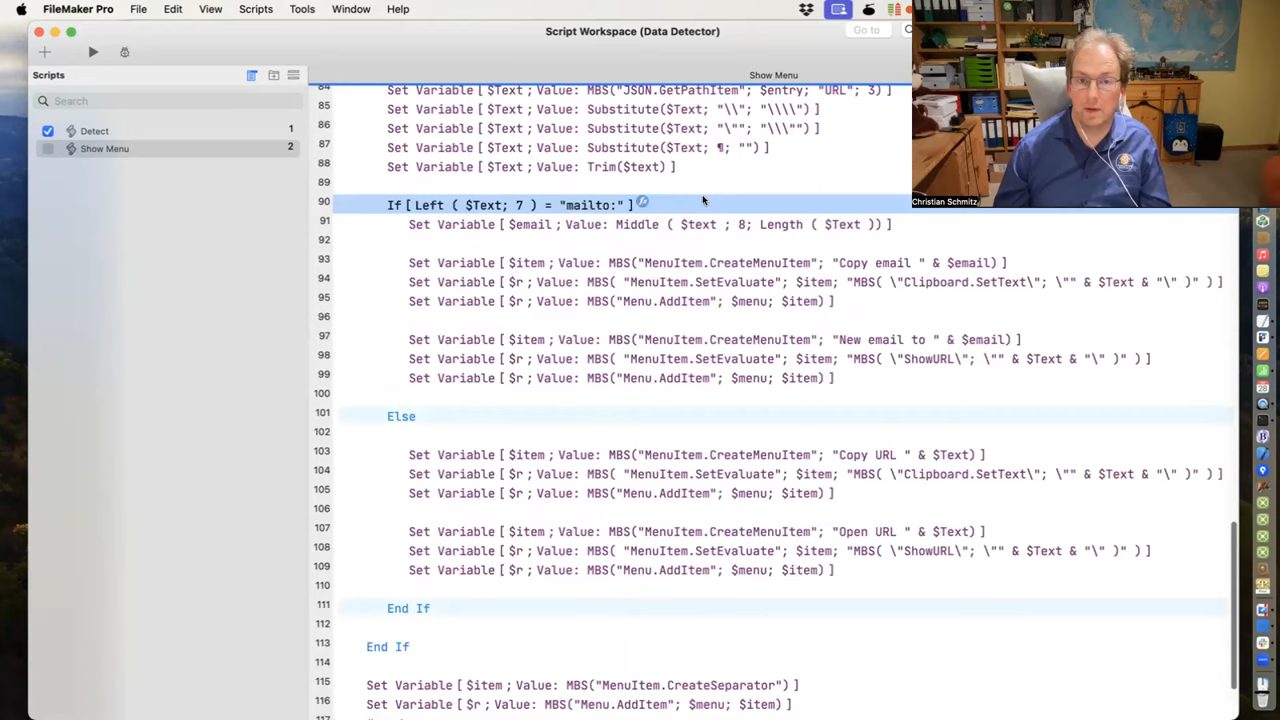 FileMaker Pro File Edit View Scripts Tools Window Help
Script Workspace (Data Detector)
Go to
Scripts
Show Menu
Search
Detect 1
Show Menu 2
84 Set Variable [ $Text ; Value: MBS("JSON.GetPathItem"; $entry; "URL"; 3) ]
85 Set Variable [ $Text ; Value: Substitute($Text; "\\"; "\\\\") ]
86 Set Variable [ $Text ; Value: Substitute($Text; "\""; "\\\"") ]
87 Set Variable [ $Text ; Value: Substitute($Text; ¶; "") ]
88 Set Variable [ $Text ; Value: Trim($text) ]
89
90 If [ Left ( $Text; 7 ) = "mailto:" ]
91 Set Variable [ $email ; Value: Middle ( $text ; 8; Length ( $Text )) ]
92
93 Set Variable [ $item ; Value: MBS("MenuItem.CreateMenuItem"; "Copy email " & $email) ]
94 Set Variable [ $r ; Value: MBS( "MenuItem.SetEvaluate"; $item; "MBS( \"Clipboard.SetText\"; \"" & $Text & "\" )" ) ]
95 Set Variable [ $r ; Value: MBS("Menu.AddItem"; $menu; $item) ]
96
97 Set Variable [ $item ; Value: MBS("MenuItem.CreateMenuItem"; "New email to " & $email) ]
98 Set Variable [ $r ; Value: MBS( "MenuItem.SetEvaluate"; $item; "MBS( \"ShowURL\"; \"" & $Text & "\" )" ) ]
99 Set Variable [ $r ; Value: MBS("Menu.AddItem"; $menu; $item) ]
100
101 Else
102
103 Set Variable [ $item ; Value: MBS("MenuItem.CreateMenuItem"; "Copy URL " & $Text) ]
104 Set Variable [ $r ; Value: MBS( "MenuItem.SetEvaluate"; $item; "MBS( \"Clipboard.SetText\"; \"" & $Text & "\" )" ) ]
105 Set Variable [ $r ; Value: MBS("Menu.AddItem"; $menu; $item) ]
106
107 Set Variable [ $item ; Value: MBS("MenuItem.CreateMenuItem"; "Open URL " & $Text) ]
108 Set Variable [ $r ; Value: MBS( "MenuItem.SetEvaluate"; $item; "MBS( \"ShowURL\"; \"" & $Text & "\" )" ) ]
109 Set Variable [ $r ; Value: MBS("Menu.AddItem"; $menu; $item) ]
110
111 End If
112
113 End If
114
115 Set Variable [ $item ; Value: MBS("MenuItem.CreateSeparator") ]
116 Set Variable [ $r ; Value: MBS("Menu.AddItem"; $menu; $item) ]
117
Christian Schmitz